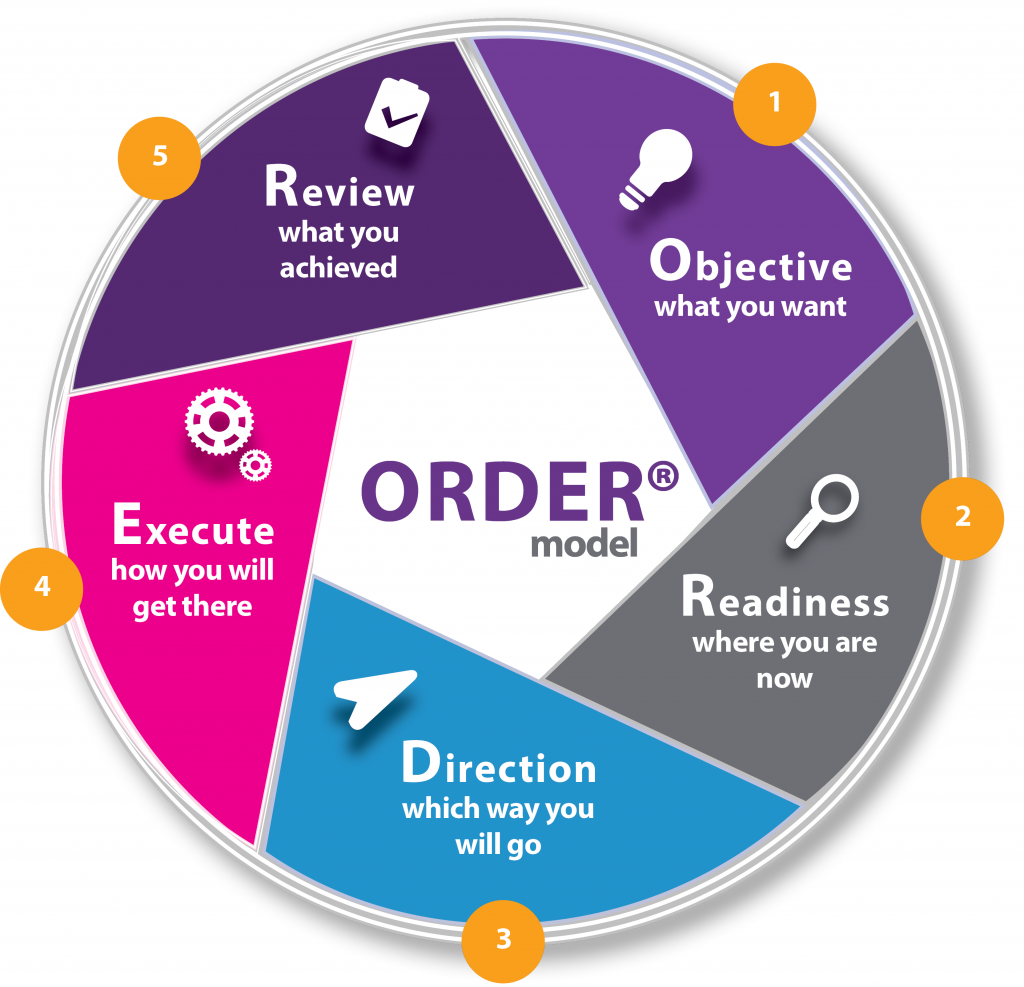 ORDER®
model
1
Objective
what you want
2
Readiness
where you are
now
3
Direction
which way you
will go
4
Execute
how you will
get there
5
Review
what you
achieved